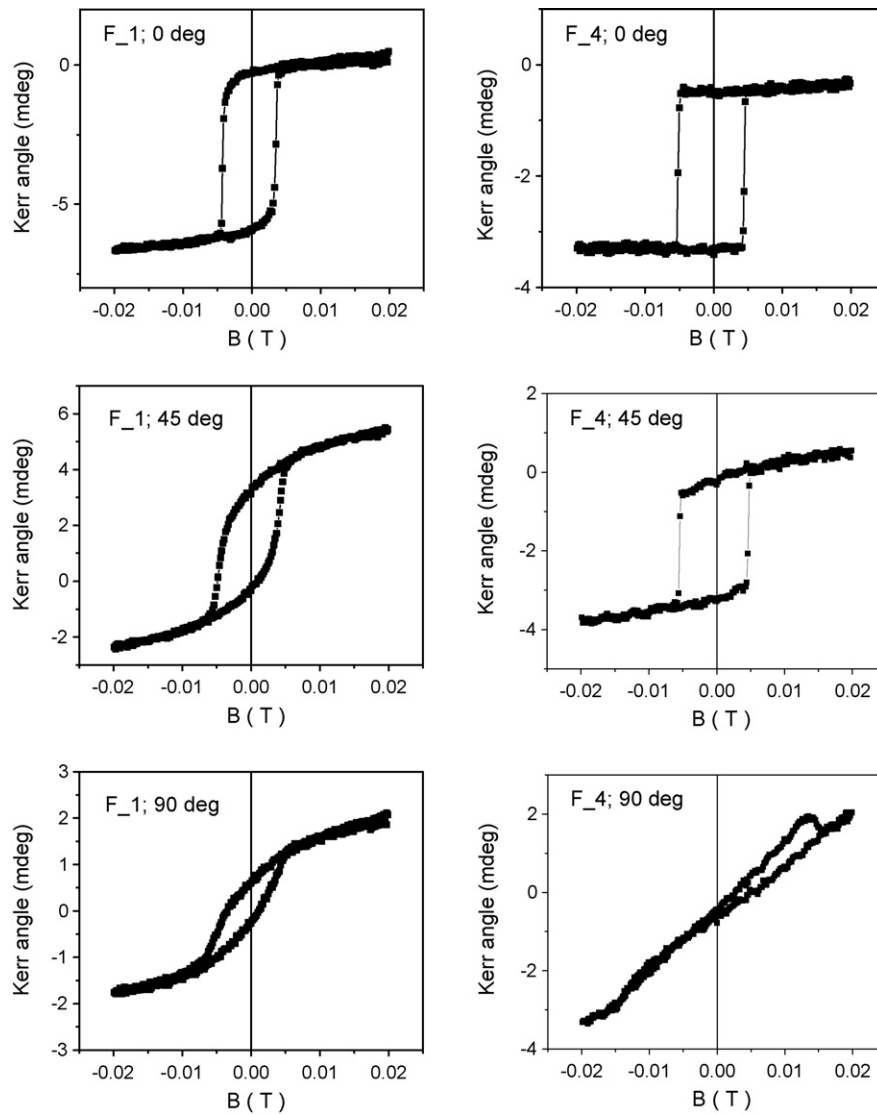 F_1; 0 deg
0
-5
Kerr angle (mdeg)
-0.02 -0.01 0.00 0.01 0.02
B ( T )
F_4; 0 deg
0
-2
-4
Kerr angle (mdeg)
-0.02 -0.01 0.00 0.01 0.02
B ( T )
F_1; 45 deg
6
4
2
0
-2
Kerr angle (mdeg)
-0.02 -0.01 0.00 0.01 0.02
B ( T )
F_4; 45 deg
2
0
-2
-4
Kerr angle (mdeg)
-0.02 -0.01 0.00 0.01 0.02
B ( T )
F_1; 90 deg
3
2
1
0
-1
-2
-3
Kerr angle (mdeg)
-0.02 -0.01 0.00 0.01 0.02
B ( T )
F_4; 90 deg
2
0
-2
-4
Kerr angle (mdeg)
-0.02 -0.01 0.00 0.01 0.02
B ( T )